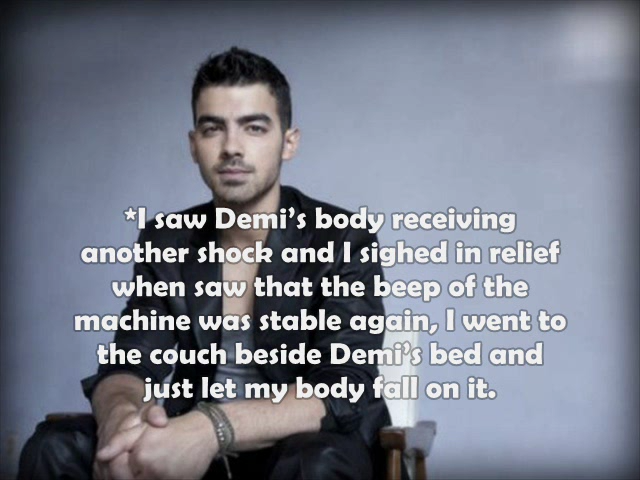 *I saw Demi’s body receiving
another shock and I sighed in relief
when saw that the beep of the
machine was stable again, I went to
the couch beside Demi’s bed and
just let my body fall on it.